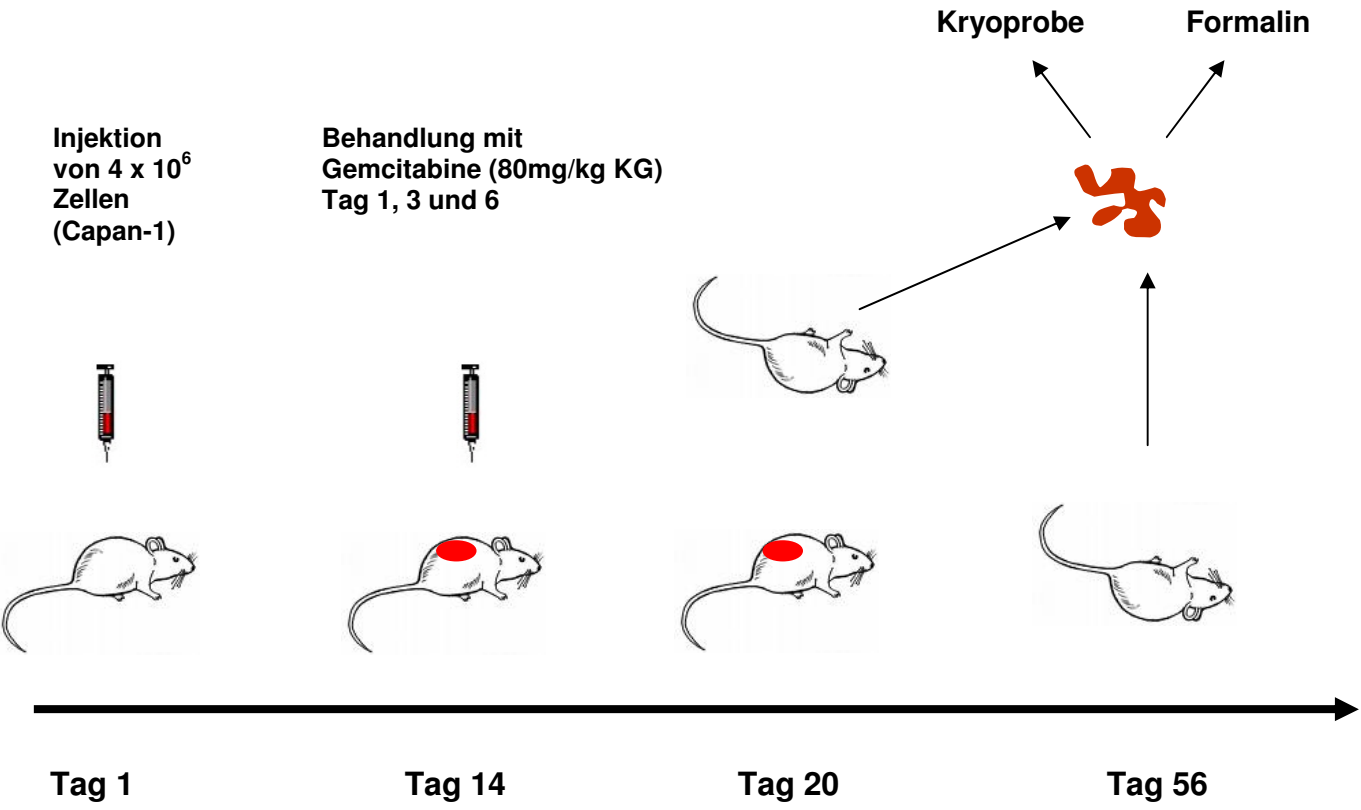 Kryoprobe Formalin
Injektion
von 4 x 10⁶
Zellen
(Capan-1)
Behandlung mit
Gemcitabine (80mg/kg KG)
Tag 1, 3 und 6
Tag 1 Tag 14 Tag 20 Tag 56